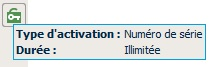 Type d'activation : Numéro de série
Durée : Illimitée